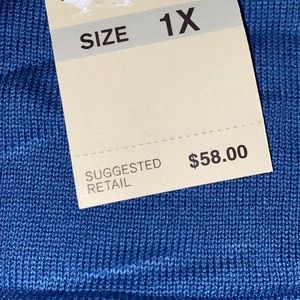 SIZE 1X
SUGGESTED
RETAIL $58.00